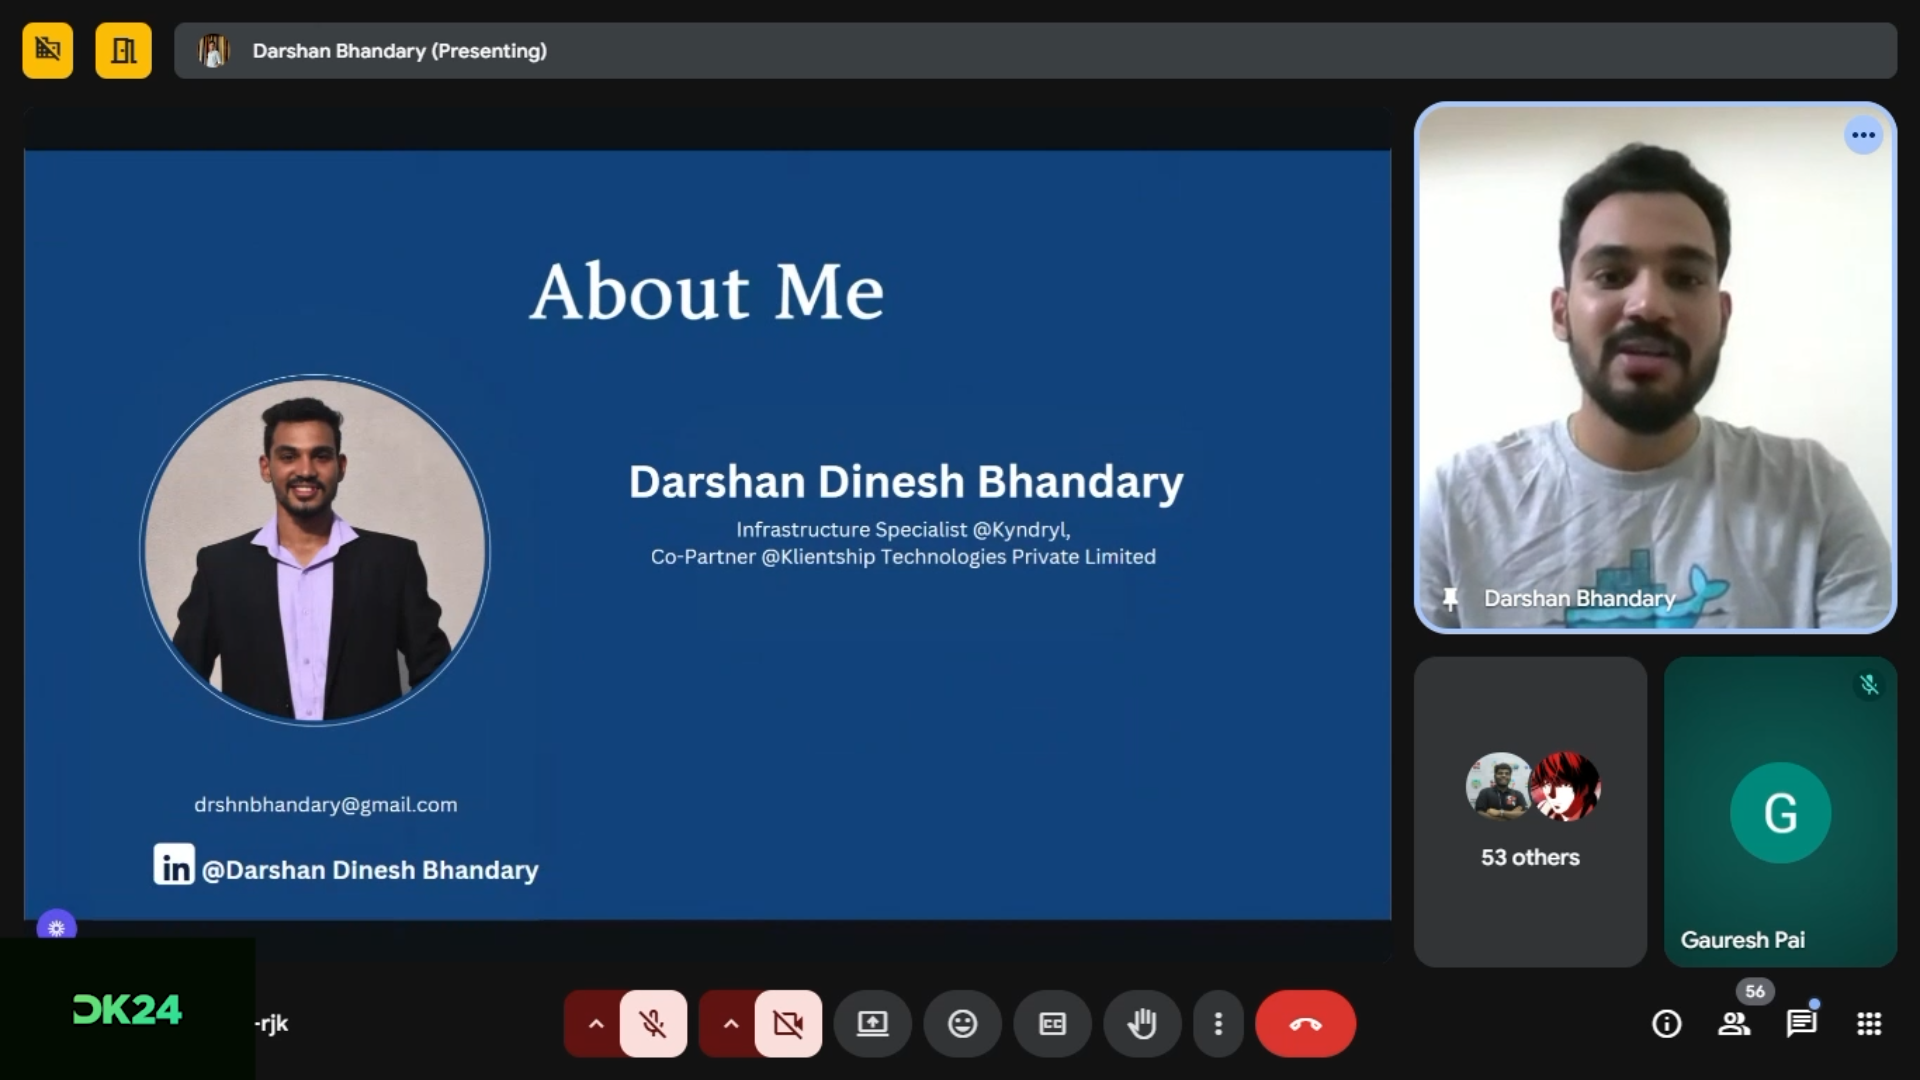 Darshan Bhandary (Presenting)
About Me
Darshan Dinesh Bhandary
Infrastructure Specialist @Kyndryl,
Co-Partner @Klientship Technologies Private Limited
drshnbhandary@gmail.com
in @Darshan Dinesh Bhandary
Darshan Bhandary
53 others
G
Gauresh Pai
DK24
-rjk
CC
56